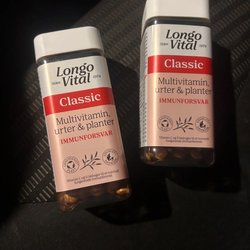 Longo
Vital
Classic
Multivitamin,
urter & planter
IMMUNFORSVAR
Longo
Vital
Classic
Multivitamin,
urter & planter
IMMUNFORSVAR